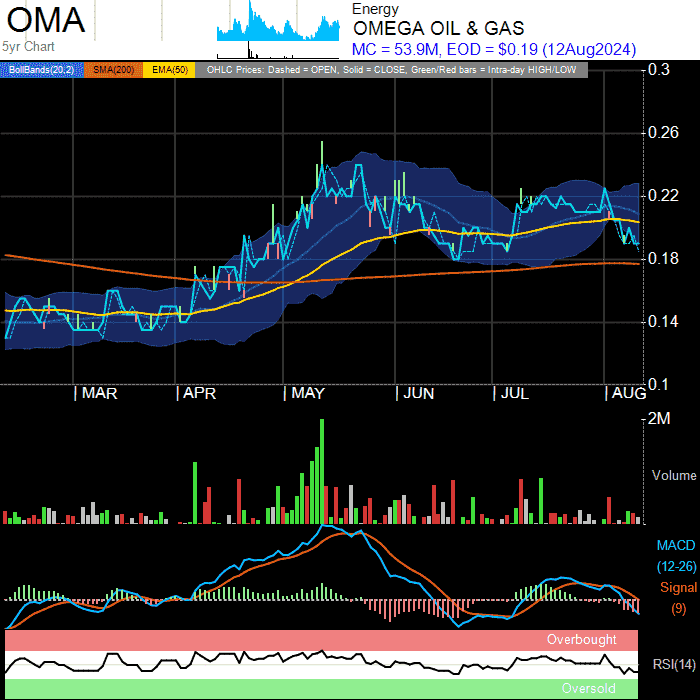 OMA
5yr Chart
Energy
OMEGA OIL & GAS
MC = 53.9M, EOD = $0.19 (12Aug2024)
BollBands(20,2) SMA(200) EMA(50) OHLC Prices: Dashed = OPEN, Solid = CLOSE, Green/Red bars = Intra-day HIGH/LOW
0.3
0.26
0.22
0.18
0.14
0.1
MAR APR MAY JUN JUL AUG
2M
Volume
MACD
(12-26)
Signal
(9)
Overbought
RSI(14)
Oversold